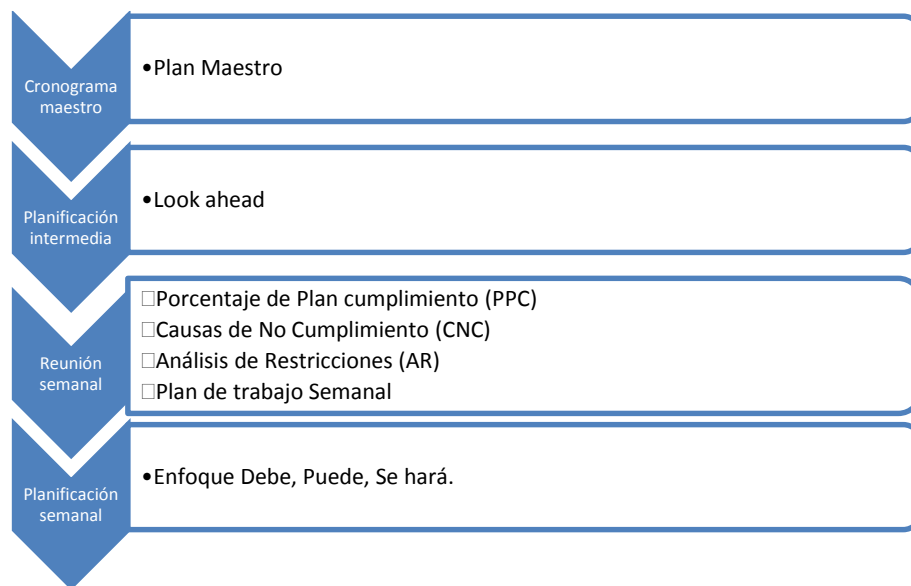 Cronograma
maestro
•Plan Maestro
Planificación
intermedia
•Look ahead
Reunión
semanal
□Porcentaje de Plan cumplimiento (PPC)
□Causas de No Cumplimiento (CNC)
□Análisis de Restricciones (AR)
□Plan de trabajo Semanal
Planificación
semanal
•Enfoque Debe, Puede, Se hará.